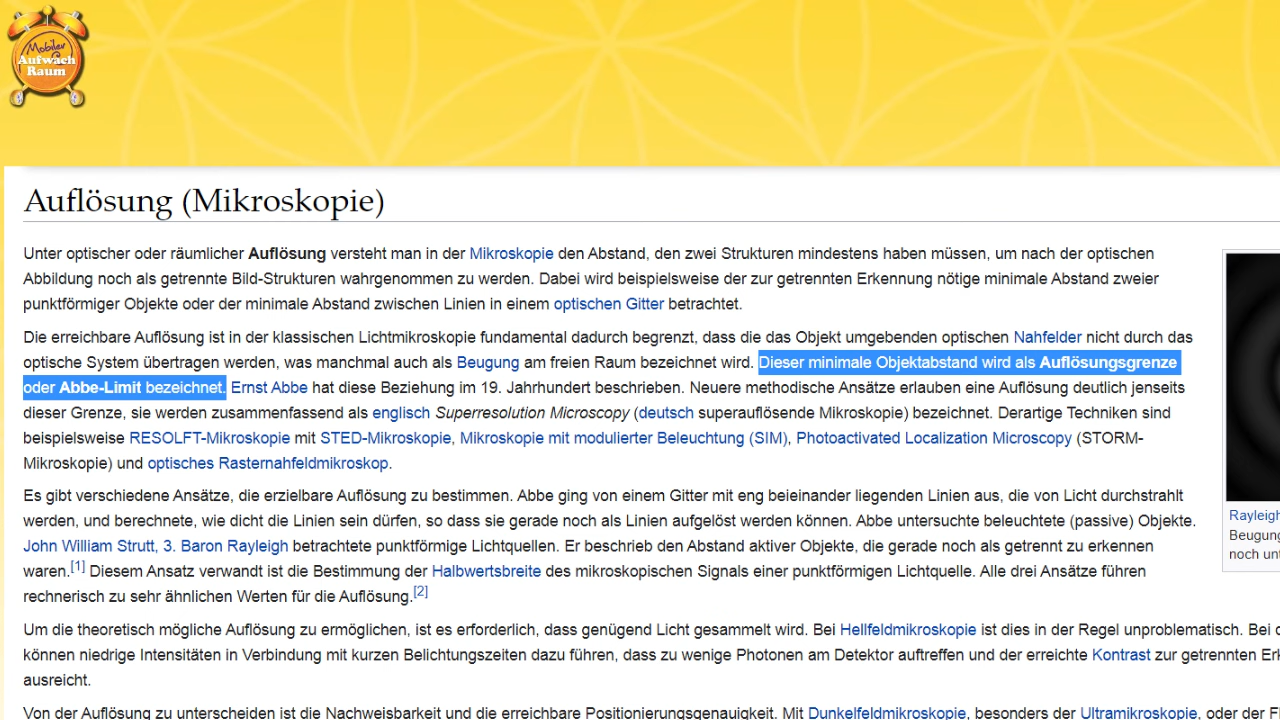 Mobiler
Aufwach
Raum
Auflösung (Mikroskopie)
Unter optischer oder räumlicher Auflösung versteht man in der Mikroskopie den Abstand, den zwei Strukturen mindestens haben müssen, um nach der optischen
Abbildung noch als getrennte Bild-Strukturen wahrgenommen zu werden. Dabei wird beispielsweise der zur getrennten Erkennung nötige minimale Abstand zweier
punktförmiger Objekte oder der minimale Abstand zwischen Linien in einem optischen Gitter betrachtet.
Die erreichbare Auflösung ist in der klassischen Lichtmikroskopie fundamental dadurch begrenzt, dass die das Objekt umgebenden optischen Nahfelder nicht durch das
optische System übertragen werden, was manchmal auch als Beugung am freien Raum bezeichnet wird. Dieser minimale Objektabstand wird als Auflösungsgrenze
oder Abbe-Limit bezeichnet. Ernst Abbe hat diese Beziehung im 19. Jahrhundert beschrieben. Neuere methodische Ansätze erlauben eine Auflösung deutlich jenseits
dieser Grenze, sie werden zusammenfassend als englisch Superresolution Microscopy (deutsch superauflösende Mikroskopie) bezeichnet. Derartige Techniken sind
beispielsweise RESOLFT-Mikroskopie mit STED-Mikroskopie, Mikroskopie mit modulierter Beleuchtung (SIM), Photoactivated Localization Microscopy (STORM-
Mikroskopie) und optisches Rasternahfeldmikroskop.
Es gibt verschiedene Ansätze, die erzielbare Auflösung zu bestimmen. Abbe ging von einem Gitter mit eng beieinander liegenden Linien aus, die von Licht durchstrahlt
werden, und berechnete, wie dicht die Linien sein dürfen, so dass sie gerade noch als Linien aufgelöst werden können. Abbe untersuchte beleuchtete (passive) Objekte.
John William Strutt, 3. Baron Rayleigh betrachtete punktförmige Lichtquellen. Er beschrieb den Abstand aktiver Objekte, die gerade noch als getrennt zu erkennen
waren.[1] Diesem Ansatz verwandt ist die Bestimmung der Halbwertsbreite des mikroskopischen Signals einer punktförmigen Lichtquelle. Alle drei Ansätze führen
rechnerisch zu sehr ähnlichen Werten für die Auflösung.[2]
Um die theoretisch mögliche Auflösung zu ermöglichen, ist es erforderlich, dass genügend Licht gesammelt wird. Bei Hellfeldmikroskopie ist dies in der Regel unproblematisch. Bei
können niedrige Intensitäten in Verbindung mit kurzen Belichtungszeiten dazu führen, dass zu wenige Photonen am Detektor auftreffen und der erreichte Kontrast zur getrennten
ausreicht.
Von der Auflösung zu unterscheiden ist die Nachweisbarkeit und die erreichbare Positionierungsgenauigkeit. Mit Dunkelfeldmikroskopie, besonders der Ultramikroskopie, oder der
Rayleigh
Beugung
noch